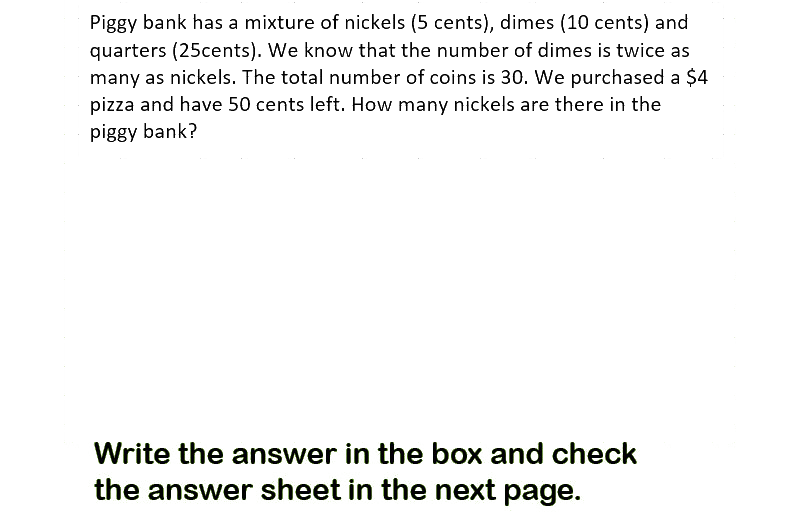 Piggy bank has a mixture of nickels (5 cents), dimes (10 cents) and
quarters (25cents). We know that the number of dimes is twice as
many as nickels. The total number of coins is 30. We purchased a $4
pizza and have 50 cents left. How many nickels are there in the
piggy bank?
Write the answer in the box and check
the answer sheet in the next page.